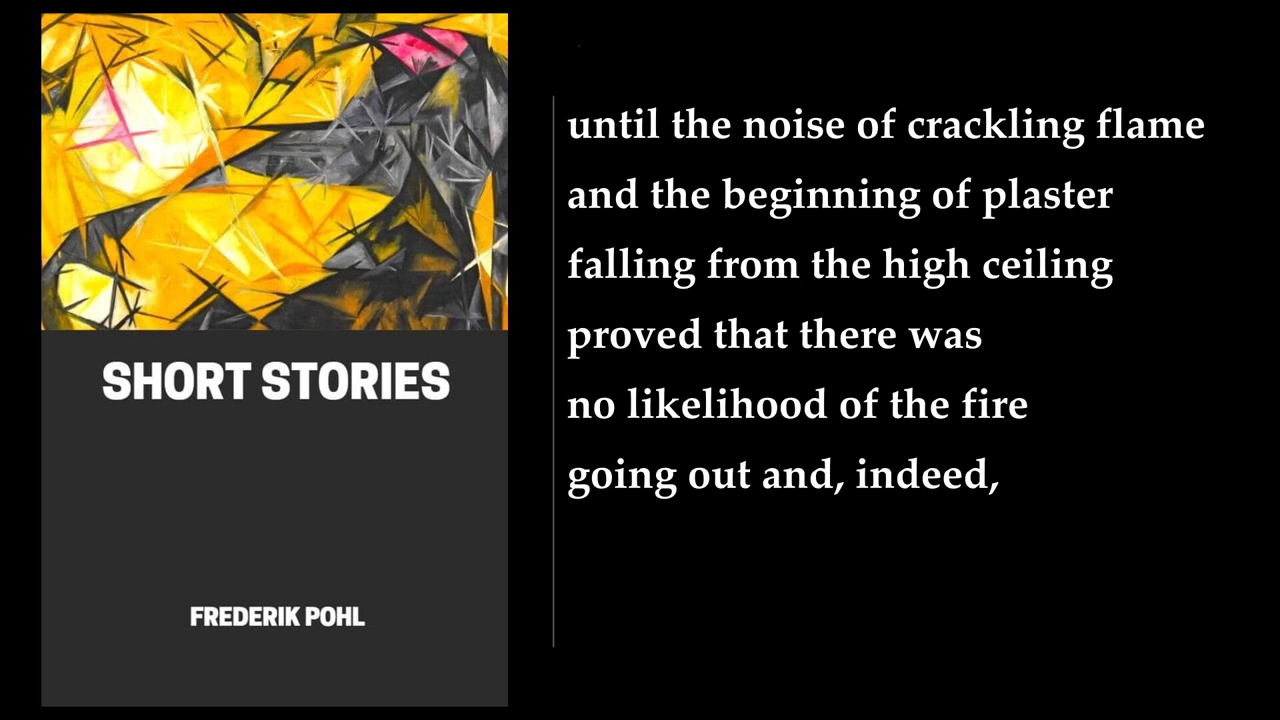 SHORT STORIES
FREDERIK POHL
until the noise of crackling flame
and the beginning of plaster
falling from the high ceiling
proved that there was
no likelihood of the fire
going out and, indeed,